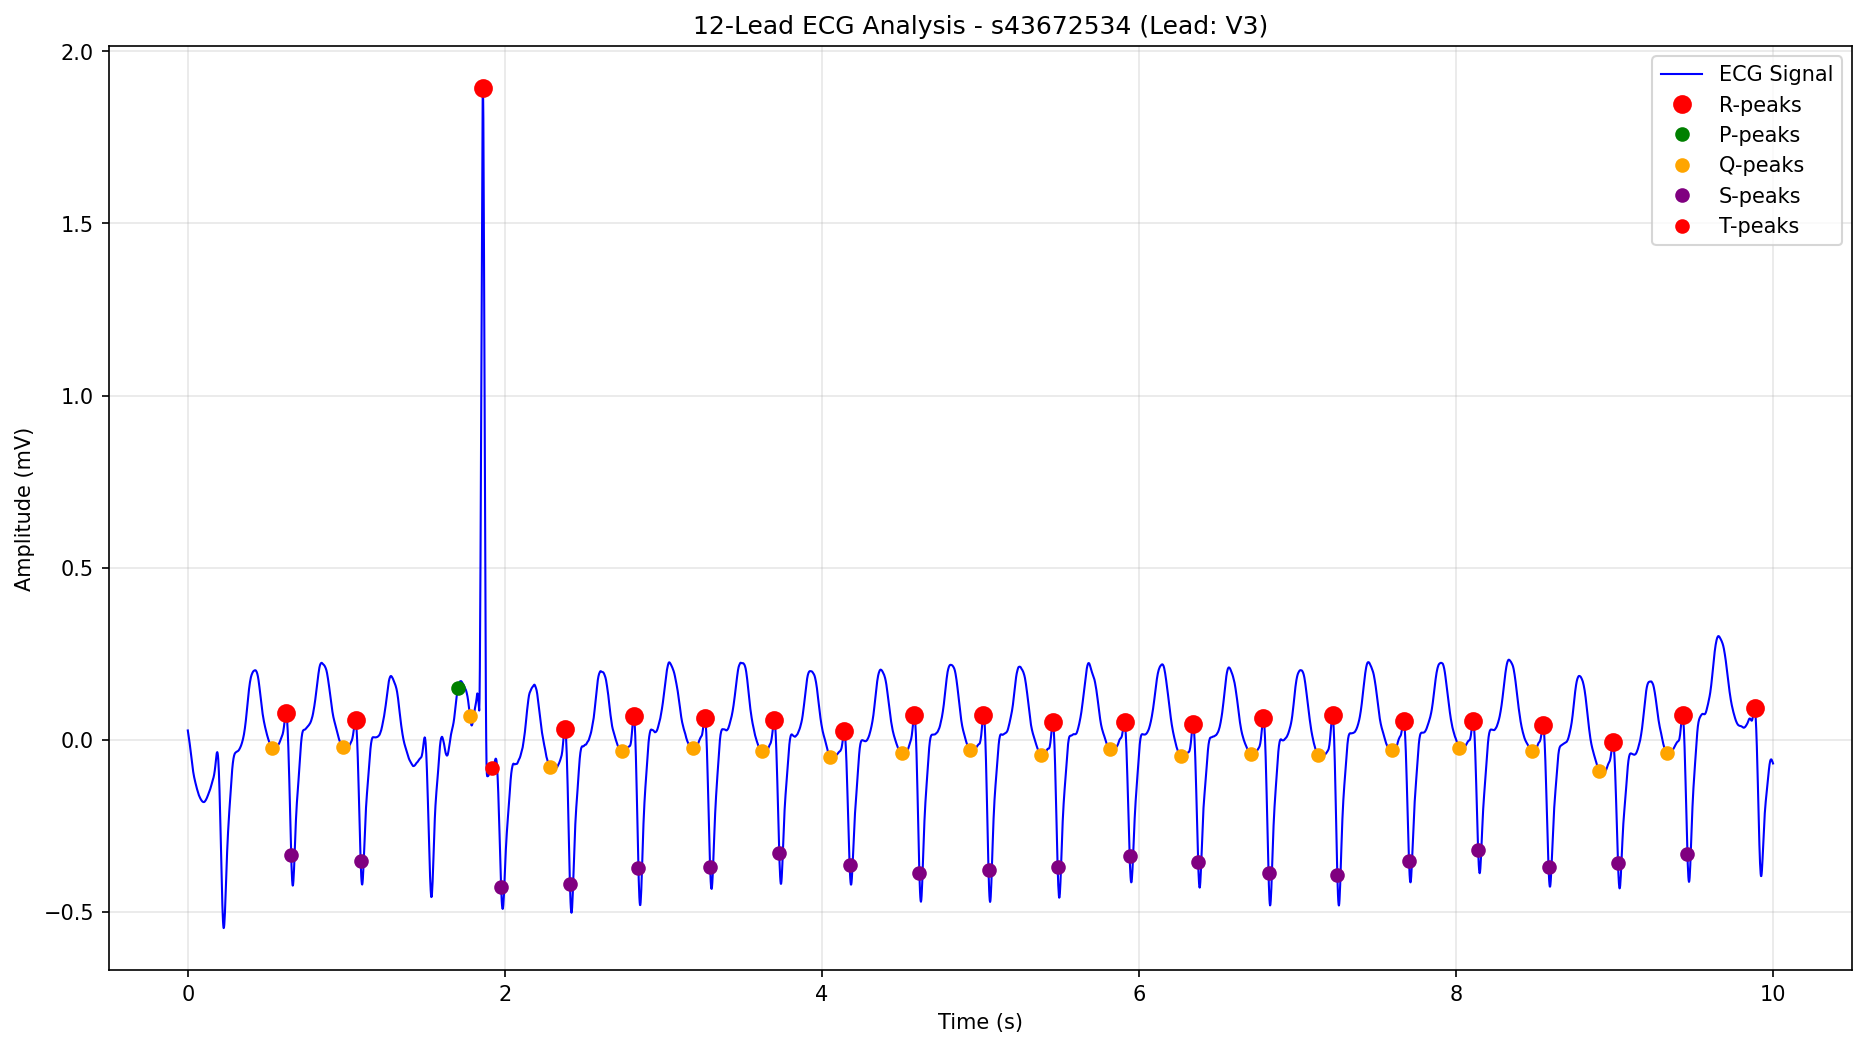 12-Lead ECG Analysis - s43672534 (Lead: V3)
ECG Signal
R-peaks
P-peaks
Q-peaks
S-peaks
T-peaks
Amplitude (mV)
2.0
1.5
1.0
0.5
0.0
−0.5
0 2 4 6 8 10
Time (s)